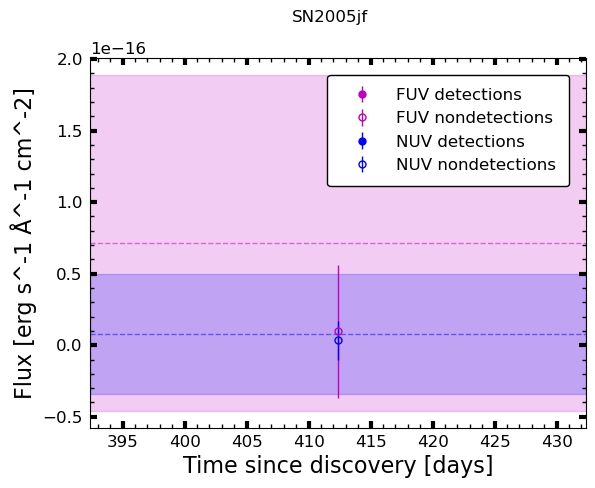 SN2005jf
1e−16
2.0
1.5
1.0
0.5
0.0
−0.5
Flux [erg s^-1 Å^-1 cm^-2]
FUV detections
FUV nondetections
NUV detections
NUV nondetections
395 400 405 410 415 420 425 430
Time since discovery [days]